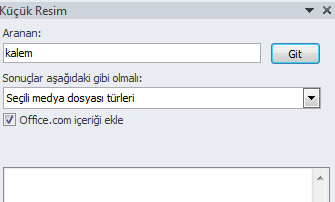 Küçük Resim
Aranan:
kalem
Git
Sonuçlar aşağıdaki gibi olmalı:
Seçili medya dosyası türleri
Office.com içeriği ekle